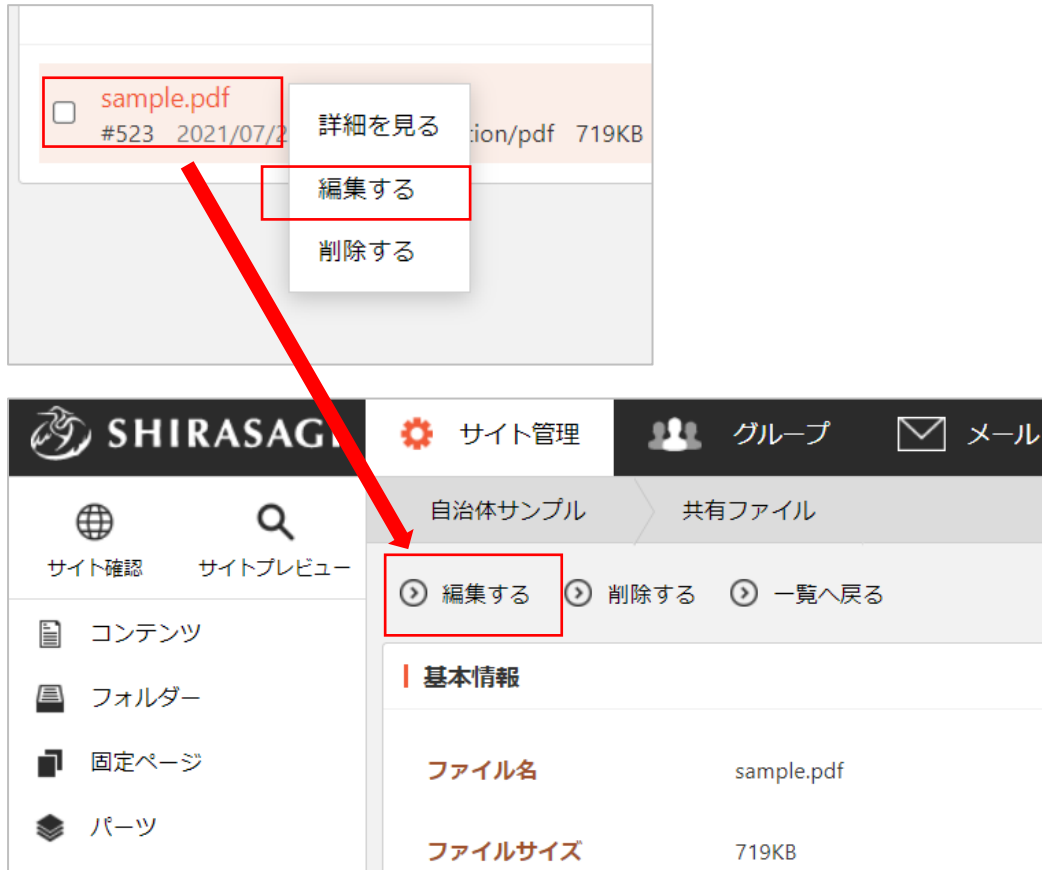 sample.pdf
#523 2021/07/2
ion/pdf 719KB
詳細を見る
編集する
削除する
SHIRASAGI
サイト管理
グループ
メール
サイト確認
サイトプレビュー
自治体サンプル
共有ファイル
編集する
削除する
一覧へ戻る
コンテンツ
フォルダー
固定ページ
パーツ
基本情報
ファイル名
sample.pdf
ファイルサイズ
719KB